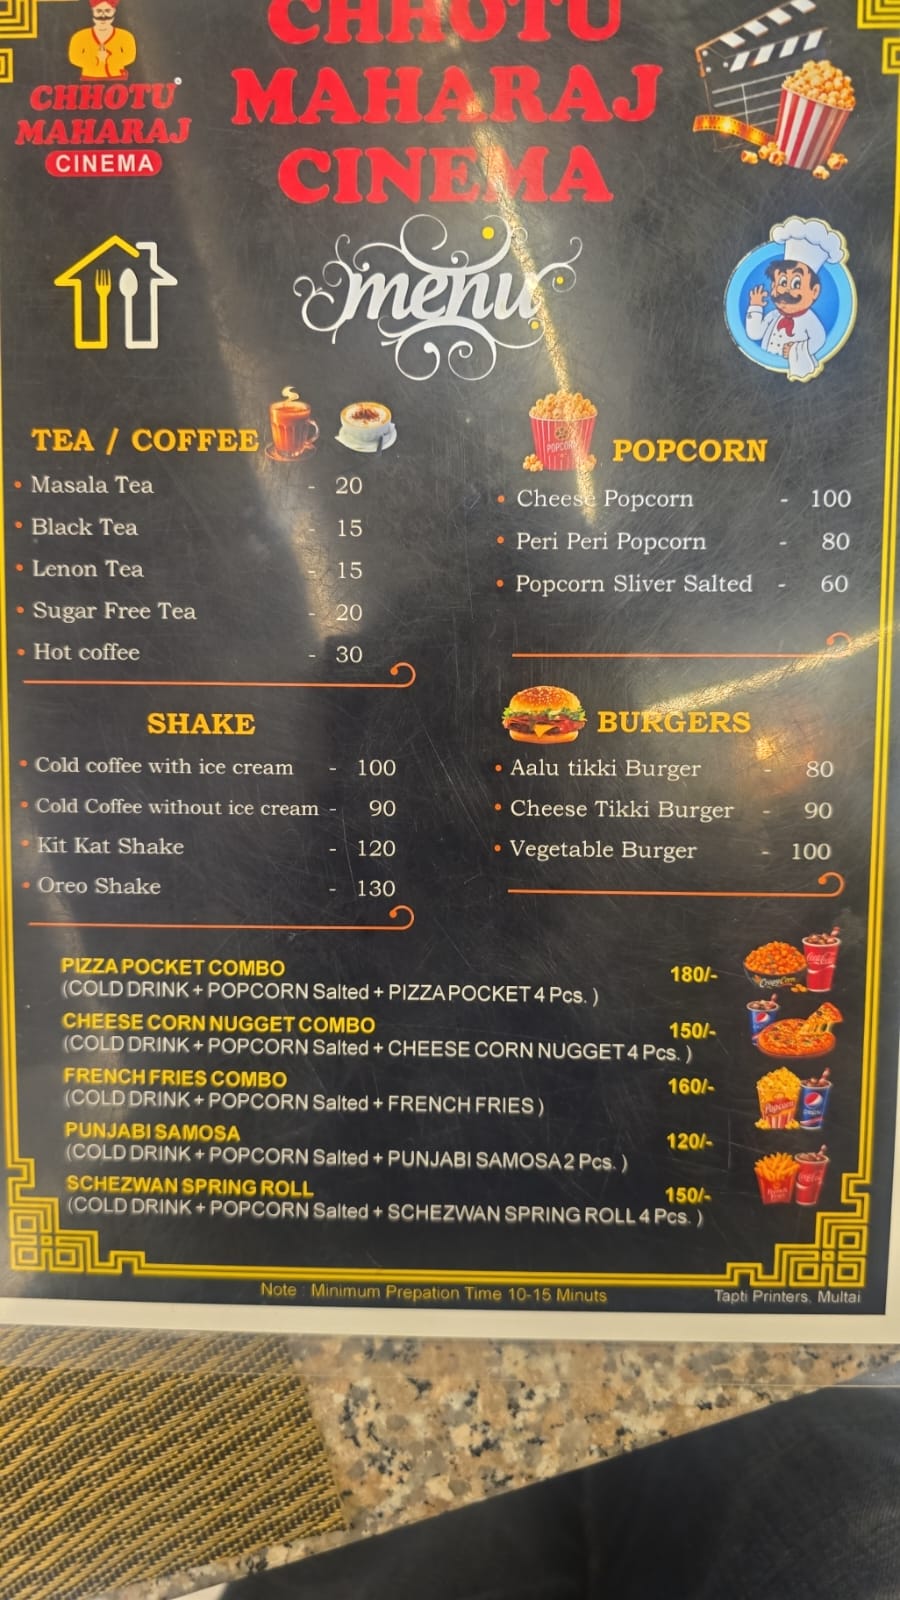 CHHOTU
MAHARAJ
CINEMA
CHHOTU
MAHARAJ
CINEMA
menu
TEA / COFFEE
• Masala Tea - 20
• Black Tea - 15
• Lenon Tea - 15
• Sugar Free Tea - 20
• Hot coffee - 30
POPCORN
POPCORN
• Cheese Popcorn - 100
• Peri Peri Popcorn - 80
• Popcorn Sliver Salted - 60
SHAKE
• Cold coffee with ice cream - 100
• Cold Coffee without ice cream - 90
• Kit Kat Shake - 120
• Oreo Shake - 130
BURGERS
• Aalu tikki Burger - 80
• Cheese Tikki Burger - 90
• Vegetable Burger - 100
PIZZA POCKET COMBO 180/-
(COLD DRINK + POPCORN Salted + PIZZA POCKET 4 Pcs. )
CHEESE CORN NUGGET COMBO 150/-
(COLD DRINK + POPCORN Salted + CHEESE CORN NUGGET 4 Pcs. )
FRENCH FRIES COMBO 160/-
(COLD DRINK + POPCORN Salted + FRENCH FRIES )
PUNJABI SAMOSA 120/-
(COLD DRINK + POPCORN Salted + PUNJABI SAMOSA 2 Pcs. )
SCHEZWAN SPRING ROLL 150/-
(COLD DRINK + POPCORN Salted + SCHEZWAN SPRING ROLL 4 Pcs. )
Coca-Cola
Popcorn
Note : Minimum Prepation Time 10-15 Minuts
Tapti Printers, Multai